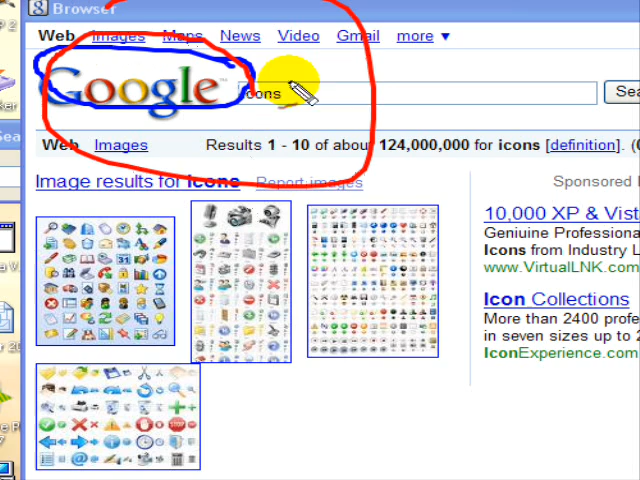 Browser
Web Images Maps News Video Gmail more ▼
Google™
icons
Sea
Web Images Results 1 - 10 of about 124,000,000 for icons [definition]. (
Image results for icons Report images
Sponsored
10,000 XP & Vist
Geniuine Professiona
Icons from Industry L
www.VirtualLNK.com
Icon Collections
More than 2400 profe
in seven sizes up to 2
IconExperience.com